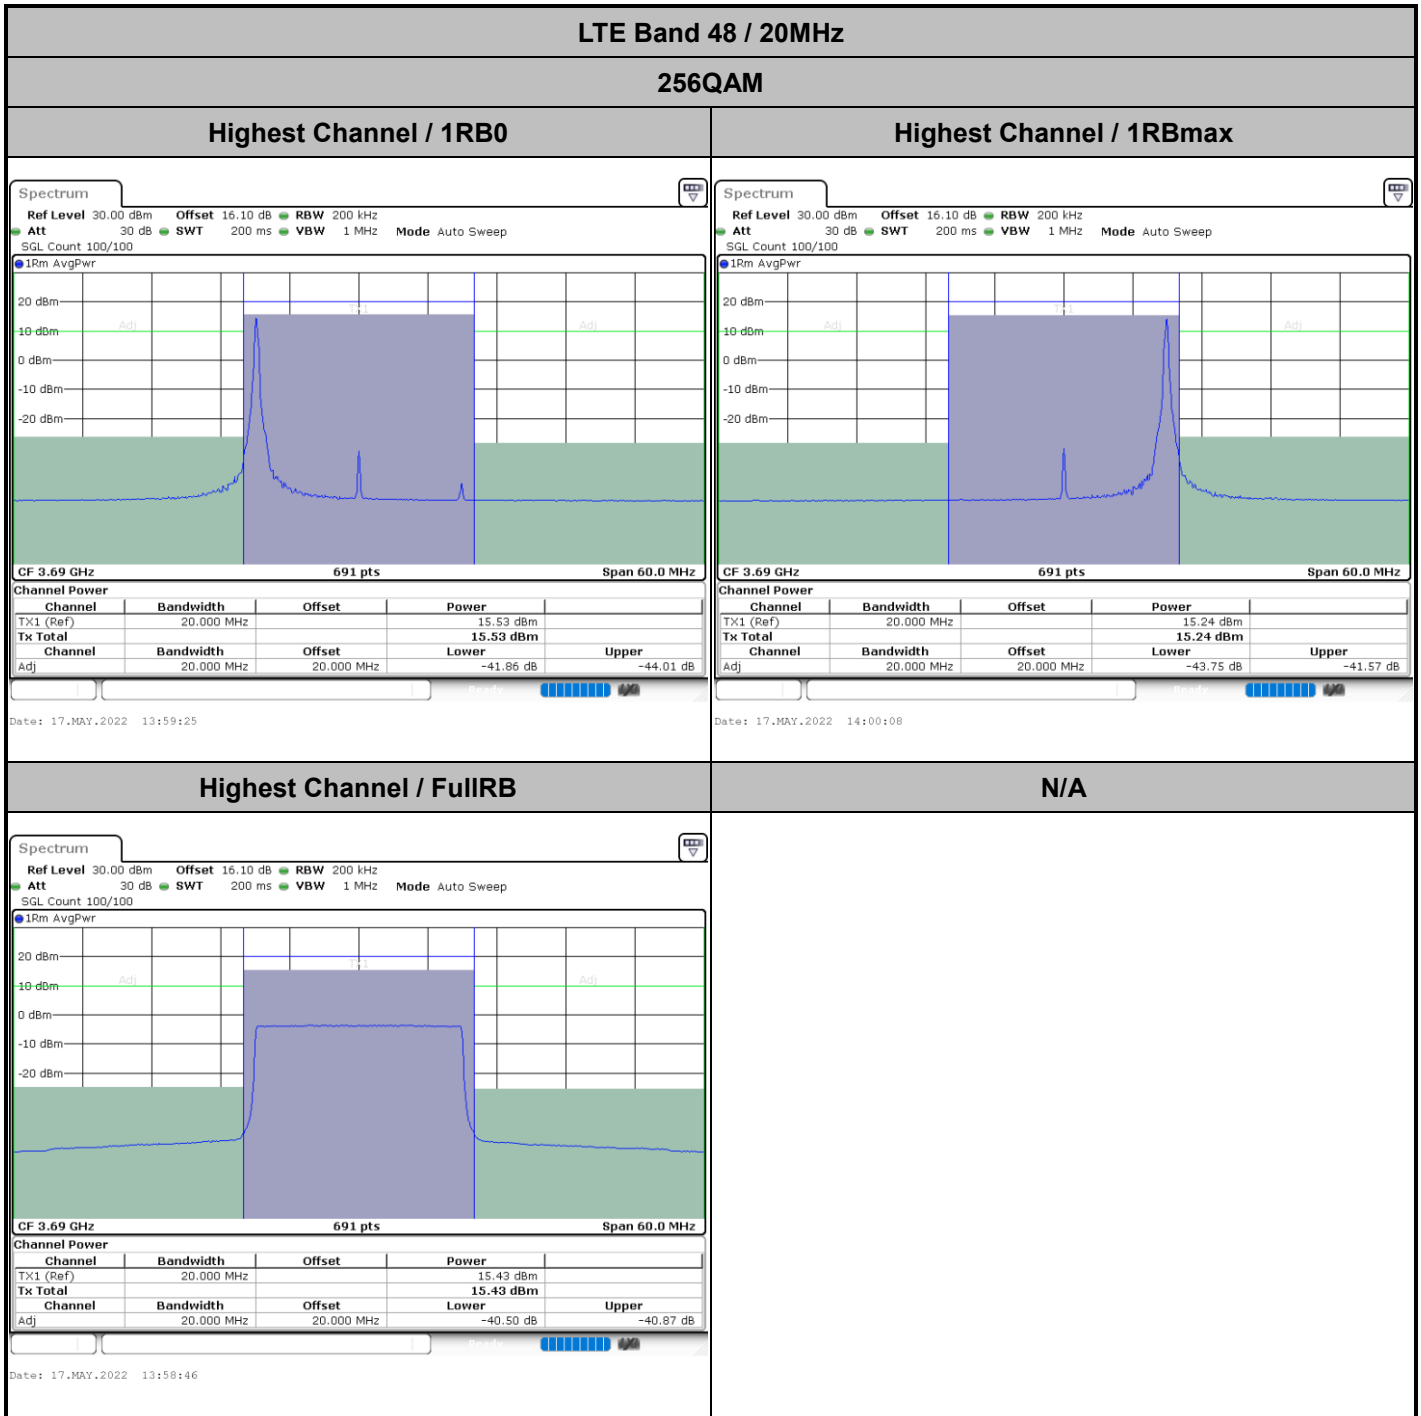 LTE Band 48 / 20MHz
256QAM
Highest Channel / 1RB0
Highest Channel / 1RBmax
Spectrum
Ref Level 30.00 dBm Offset 16.10 dB RBW 200 kHz
Att 30 dB SWT 200 ms VBW 1 MHz Mode Auto Sweep
SGL Count 100/100
1Rm AvgPwr
20 dBm
10 dBm
0 dBm
-10 dBm
-20 dBm
Adj
TX1
Adj
CF 3.69 GHz 691 pts Span 60.0 MHz
Channel Power
Channel Bandwidth Offset Power
TX1 (Ref) 20.000 MHz 15.53 dBm
Tx Total 15.53 dBm
Channel Bandwidth Offset Lower Upper
Adj 20.000 MHz 20.000 MHz -41.86 dB -44.01 dB
Ready
Date: 17.MAY.2022 13:59:25
Spectrum
Ref Level 30.00 dBm Offset 16.10 dB RBW 200 kHz
Att 30 dB SWT 200 ms VBW 1 MHz Mode Auto Sweep
SGL Count 100/100
1Rm AvgPwr
20 dBm
10 dBm
0 dBm
-10 dBm
-20 dBm
Adj
TX1
Adj
CF 3.69 GHz 691 pts Span 60.0 MHz
Channel Power
Channel Bandwidth Offset Power
TX1 (Ref) 20.000 MHz 15.24 dBm
Tx Total 15.24 dBm
Channel Bandwidth Offset Lower Upper
Adj 20.000 MHz 20.000 MHz -43.75 dB -41.57 dB
Ready
Date: 17.MAY.2022 14:00:08
Highest Channel / FullRB
N/A
Spectrum
Ref Level 30.00 dBm Offset 16.10 dB RBW 200 kHz
Att 30 dB SWT 200 ms VBW 1 MHz Mode Auto Sweep
SGL Count 100/100
1Rm AvgPwr
20 dBm
10 dBm
0 dBm
-10 dBm
-20 dBm
Adj
TX1
Adj
CF 3.69 GHz 691 pts Span 60.0 MHz
Channel Power
Channel Bandwidth Offset Power
TX1 (Ref) 20.000 MHz 15.43 dBm
Tx Total 15.43 dBm
Channel Bandwidth Offset Lower Upper
Adj 20.000 MHz 20.000 MHz -40.50 dB -40.87 dB
Ready
Date: 17.MAY.2022 13:58:46